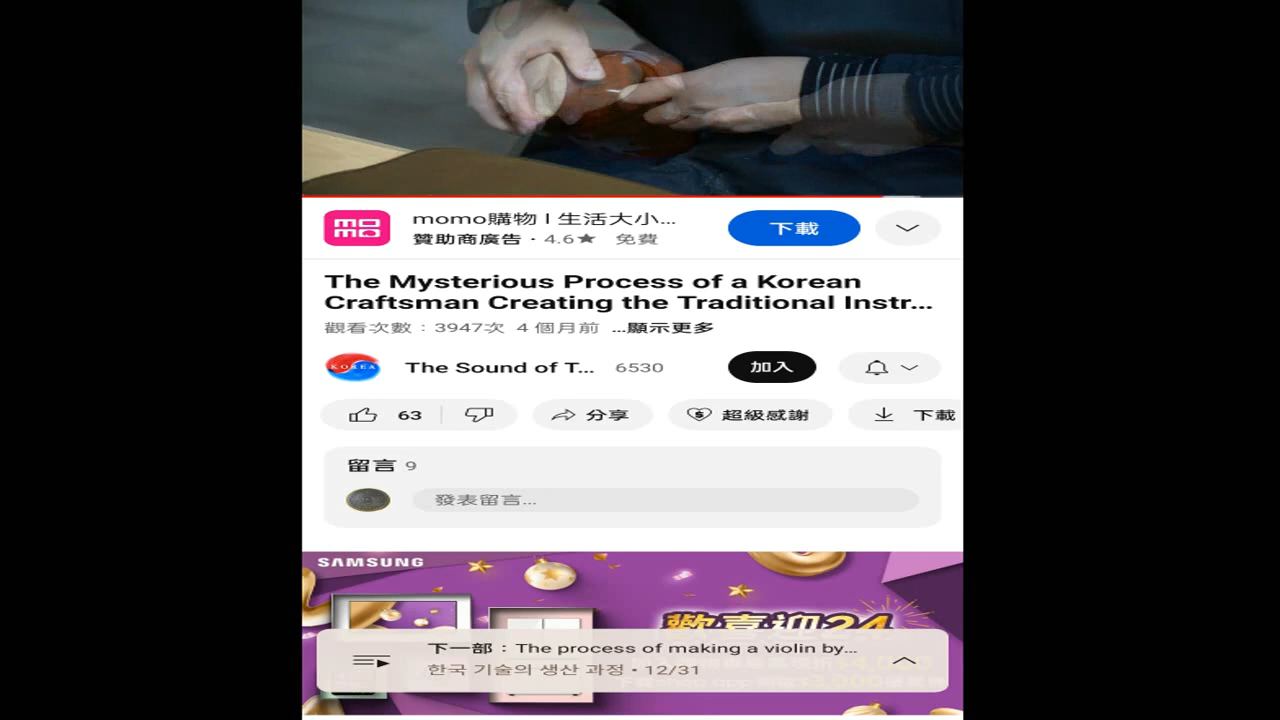 momo購物 l 生活大小...
贊助商廣告・4.6★ 免費
下載
The Mysterious Process of a Korean
Craftsman Creating the Traditional Instr...
觀看次數：3947次 4 個月前 ...顯示更多
KOREA
The Sound of T... 6530
加入
63
分享
超級感謝
下載
留言 9
發表留言...
SAMSUNG
歡喜迎24
下一部：The process of making a violin by...
한국 기술의 생산 과정 • 12/31